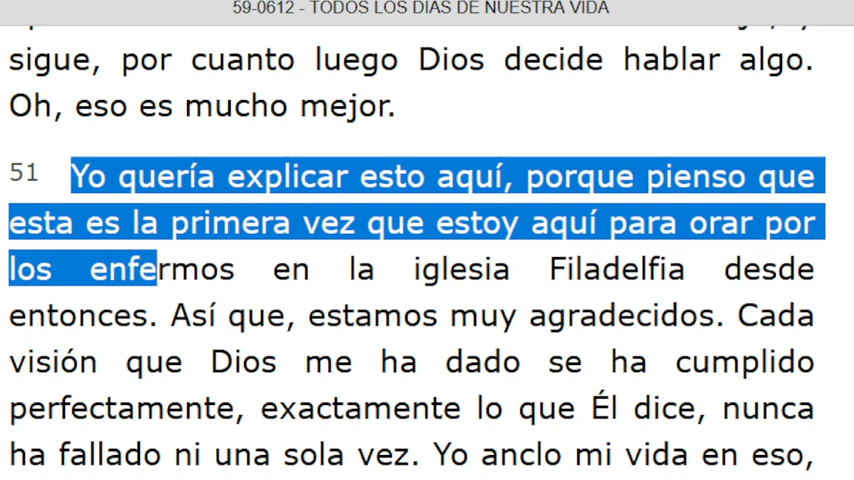 59-0612 - TODOS LOS DIAS DE NUESTRA VIDA
sigue, por cuanto luego Dios decide hablar algo.
Oh, eso es mucho mejor.
51 Yo quería explicar esto aquí, porque pienso que
esta es la primera vez que estoy aquí para orar por
los enfermos en la iglesia Filadelfia desde
entonces. Así que, estamos muy agradecidos. Cada
visión que Dios me ha dado se ha cumplido
perfectamente, exactamente lo que Él dice, nunca
ha fallado ni una sola vez. Yo anclo mi vida en eso,